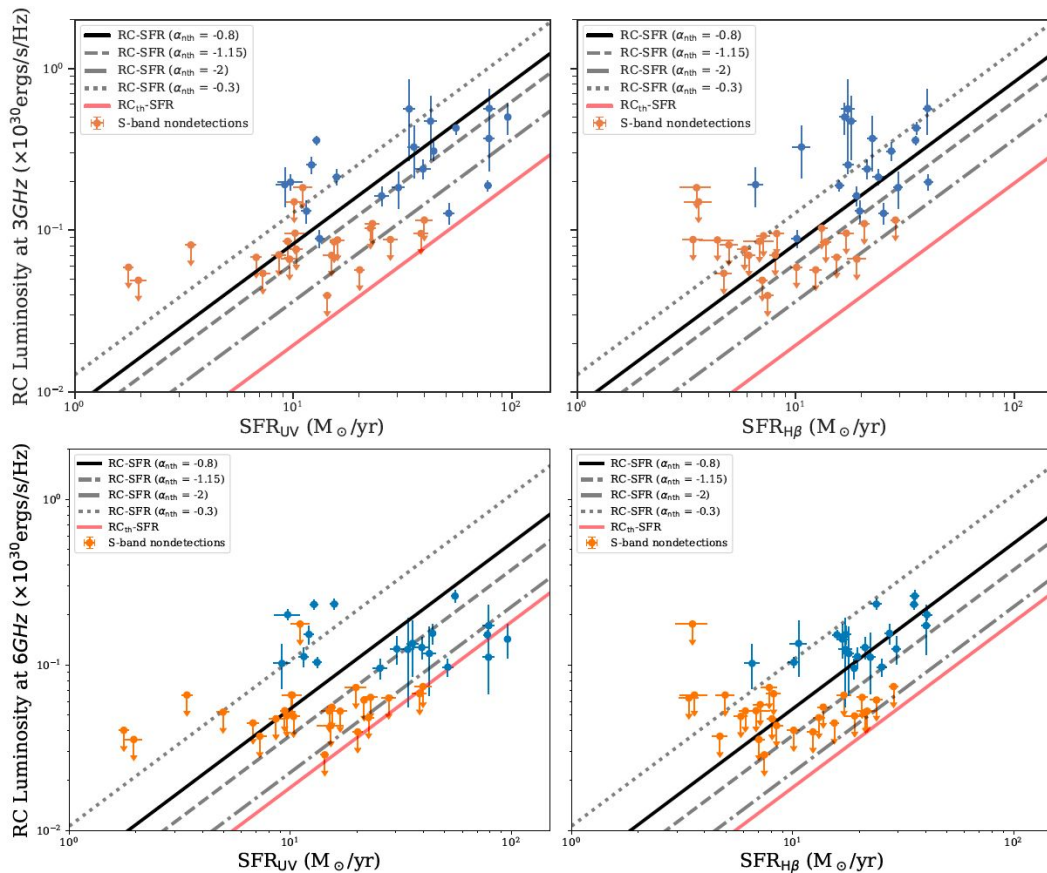 RC Luminosity at 3GHz (×10³⁰ergs/s/Hz)
10⁰
10⁻¹
10⁻²
RC-SFR (αnth = -0.8)
RC-SFR (αnth = -1.15)
RC-SFR (αnth = -2)
RC-SFR (αnth = -0.3)
RCth-SFR
S-band nondetections
10⁰ 10¹ 10²
SFRUV (M⊙/yr)
RC-SFR (αnth = -0.8)
RC-SFR (αnth = -1.15)
RC-SFR (αnth = -2)
RC-SFR (αnth = -0.3)
RCth-SFR
S-band nondetections
10⁰ 10¹ 10²
SFRHβ (M⊙/yr)
RC Luminosity at 6GHz (×10³⁰ergs/s/Hz)
10⁰
10⁻¹
10⁻²
RC-SFR (αnth = -0.8)
RC-SFR (αnth = -1.15)
RC-SFR (αnth = -2)
RC-SFR (αnth = -0.3)
RCth-SFR
S-band nondetections
10⁰ 10¹ 10²
SFRUV (M⊙/yr)
RC-SFR (αnth = -0.8)
RC-SFR (αnth = -1.15)
RC-SFR (αnth = -2)
RC-SFR (αnth = -0.3)
RCth-SFR
S-band nondetections
10⁰ 10¹ 10²
SFRHβ (M⊙/yr)